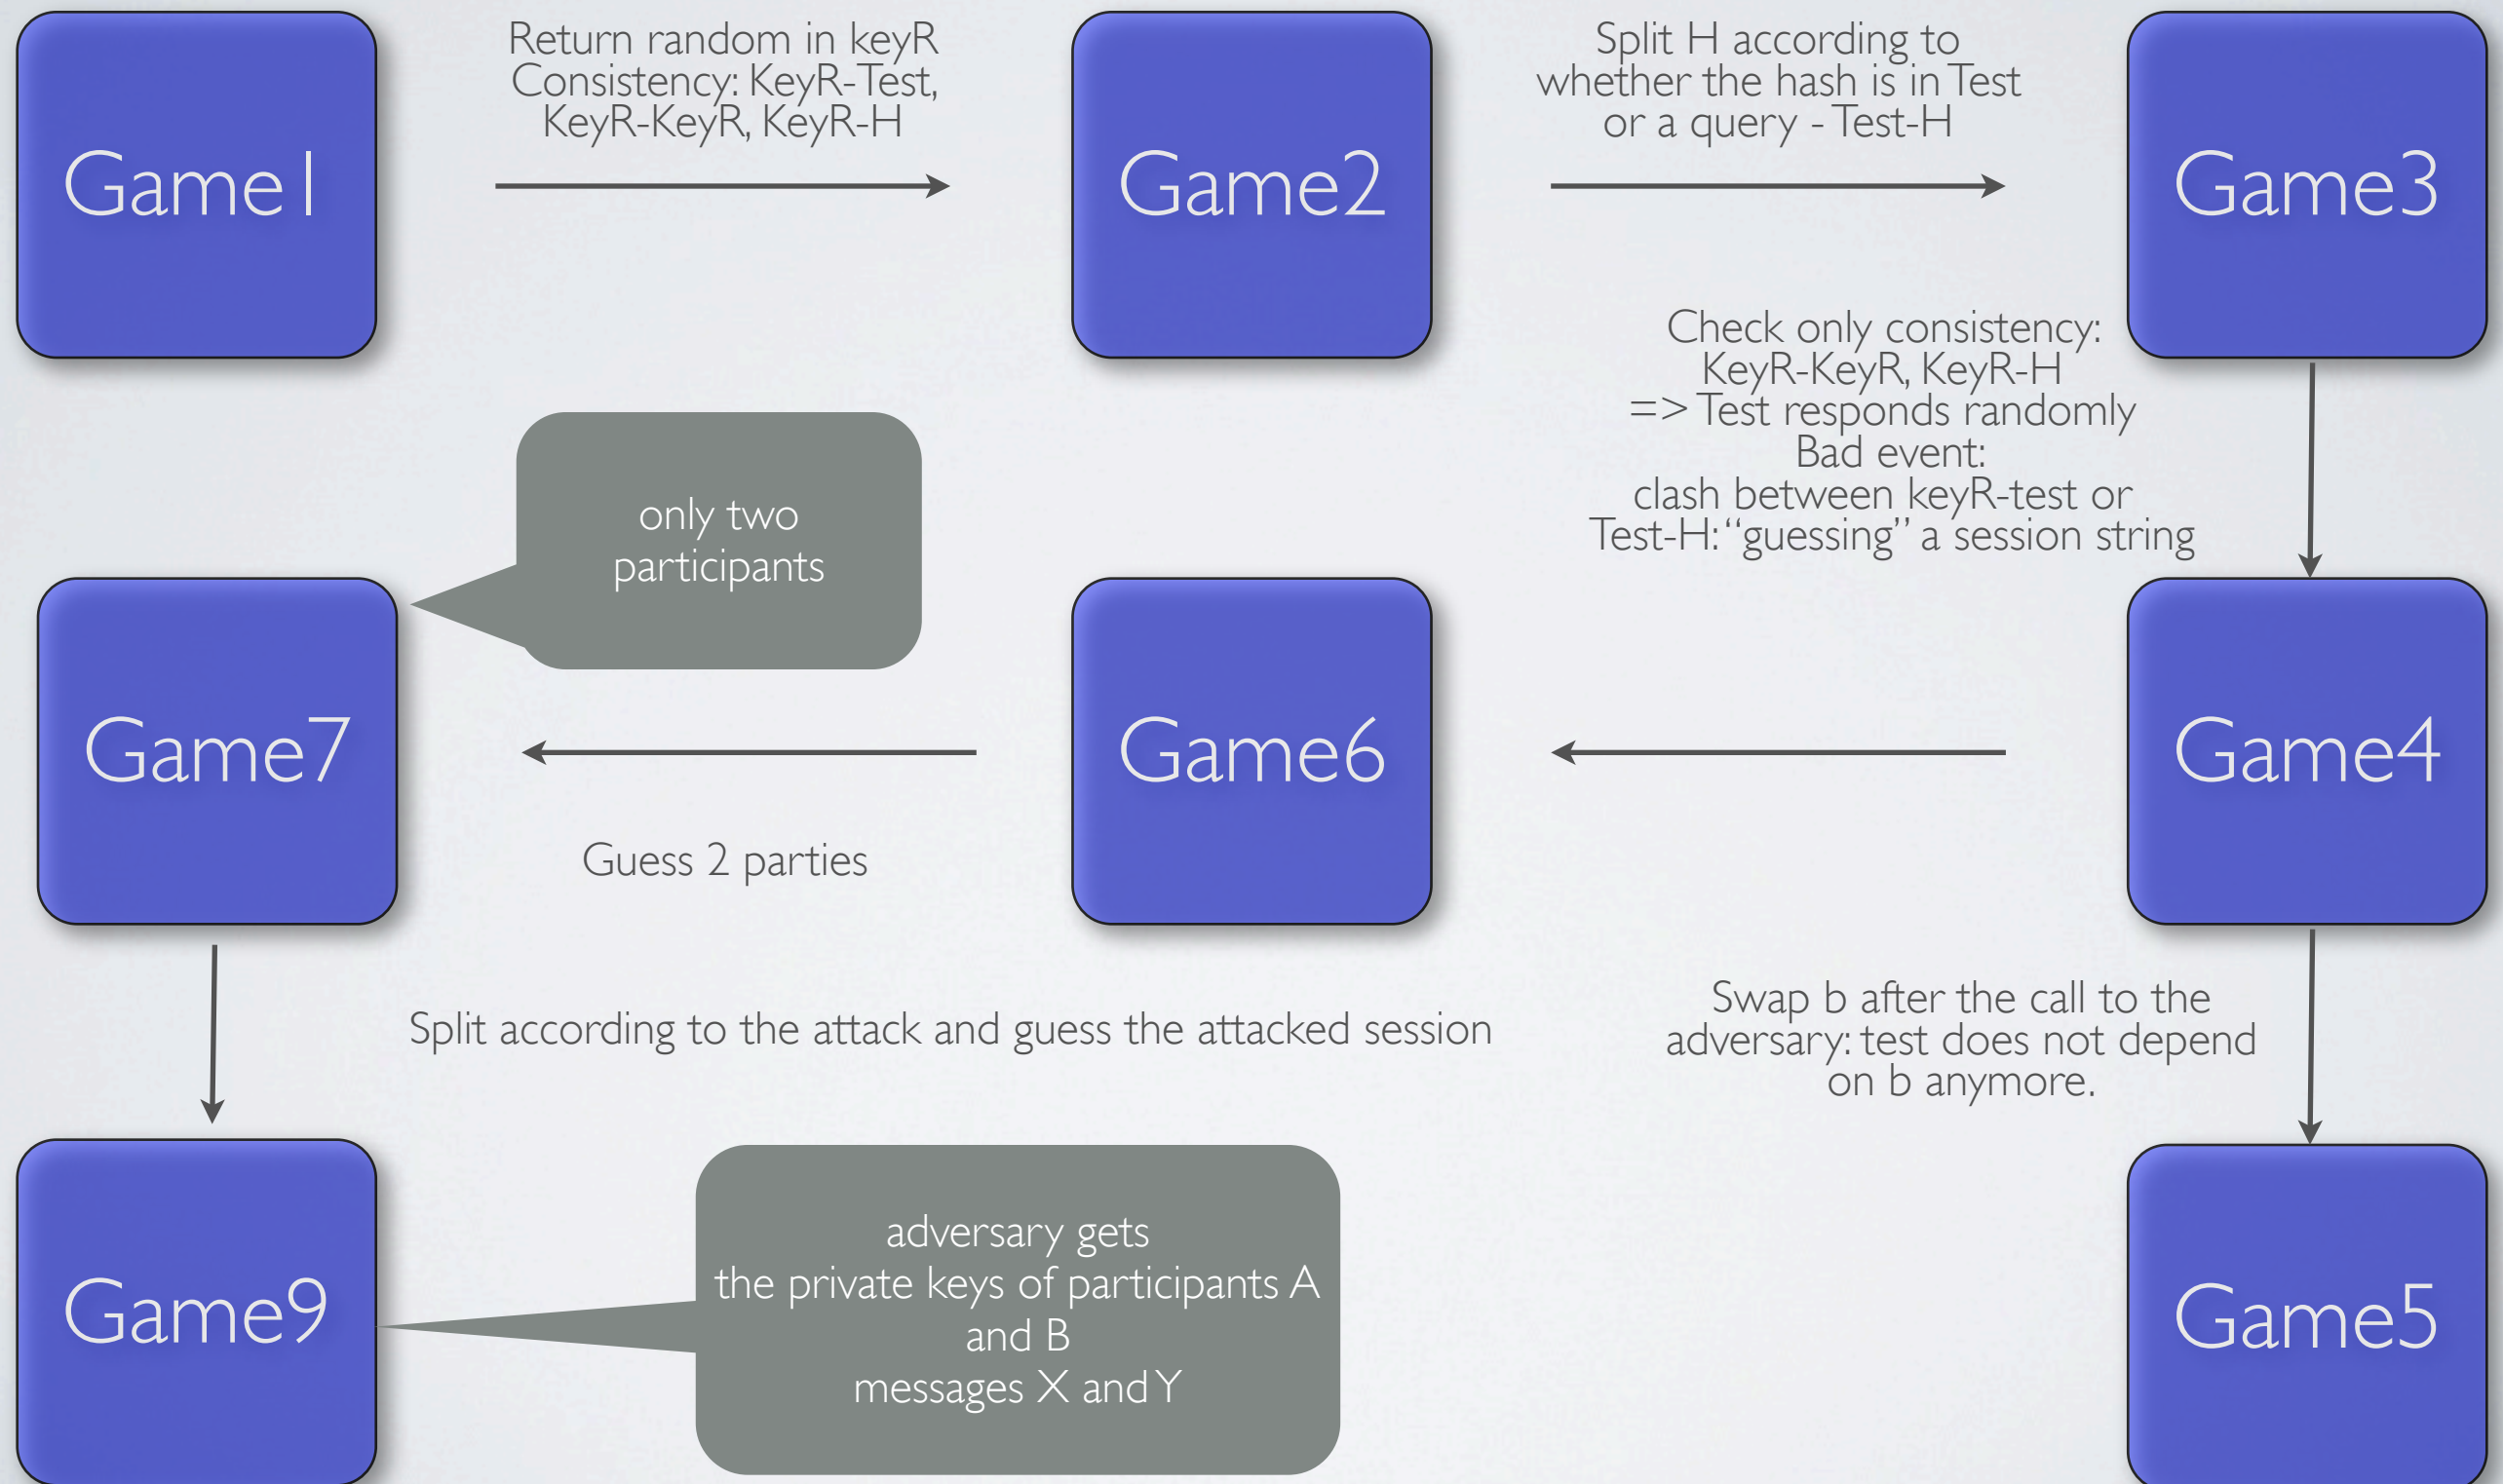 Game1
Return random in keyR
Consistency: KeyR-Test,
KeyR-KeyR, KeyR-H
Game2
Split H according to
whether the hash is in Test
or a query - Test-H
Game3
Check only consistency:
KeyR-KeyR, KeyR-H
=> Test responds randomly
Bad event:
clash between keyR-test or
Test-H: “guessing” a session string
only two
participants
Game7
Guess 2 parties
Game6
Game4
Split according to the attack and guess the attacked session
Swap b after the call to the
adversary: test does not depend
on b anymore.
Game9
adversary gets
the private keys of participants A
and B
messages X and Y
Game5